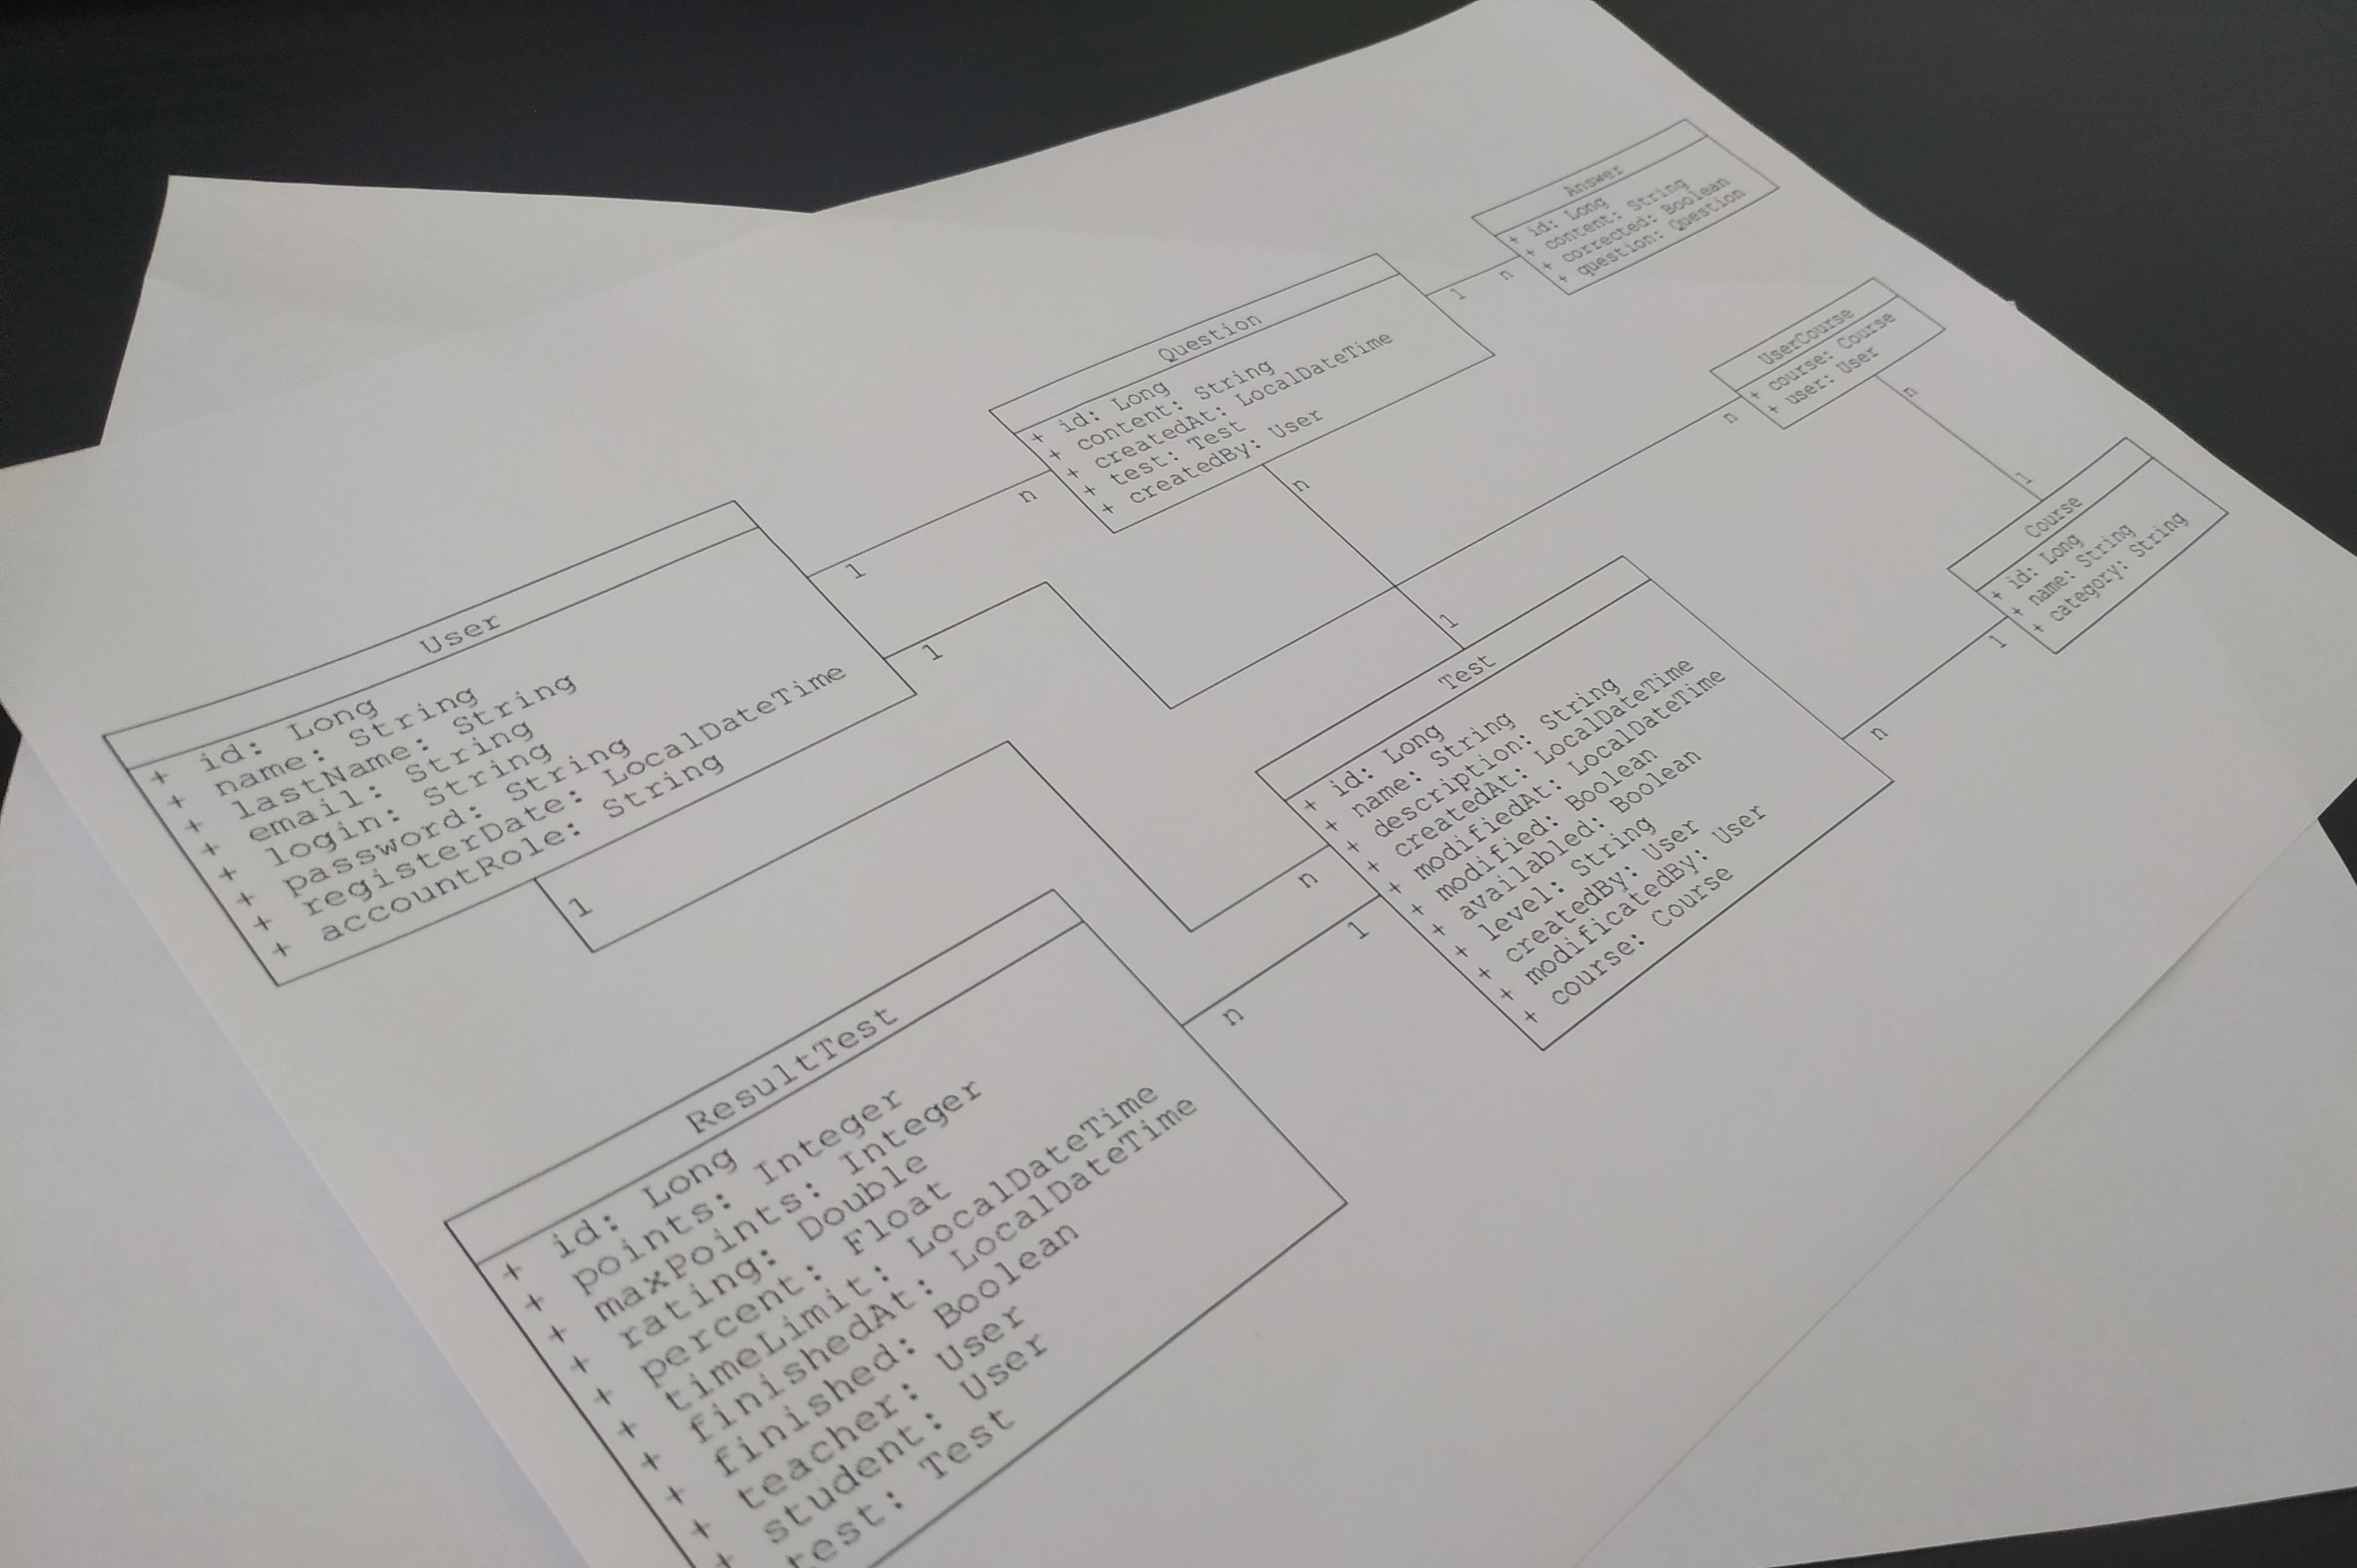 Answer
+ id: Long
+ content: String
+ corrected: Boolean
+ question: Question
Question
+ id: Long
+ content: String
+ createdAt: LocalDateTime
+ test: Test
+ createdBy: User
1
n
UserCourse
+ course: Course
+ user: User
n
n
1
Course
+ id: Long
+ name: String
+ category: String
1
n
User
+ id: Long
+ name: String
+ lastName: String
+ email: String
+ login: String
+ password: String
+ registerDate: LocalDateTime
+ accountRole: String
1
n
1
1
n
1
Test
+ id: Long
+ name: String
+ description: String
+ createdAt: LocalDateTime
+ modifiedAt: LocalDateTime
+ modified: Boolean
+ availabled: Boolean
+ level: String
+ createdBy: User
+ modificatedBy: User
+ course: Course
n
1
n
ResultTest
+ id: Long
+ points: Integer
+ maxPoints: Integer
+ rating: Double
+ percent: Float
+ timeLimit: LocalDateTime
+ finishedAt: LocalDateTime
+ finished: Boolean
+ teacher: User
+ student: User
+ test: Test